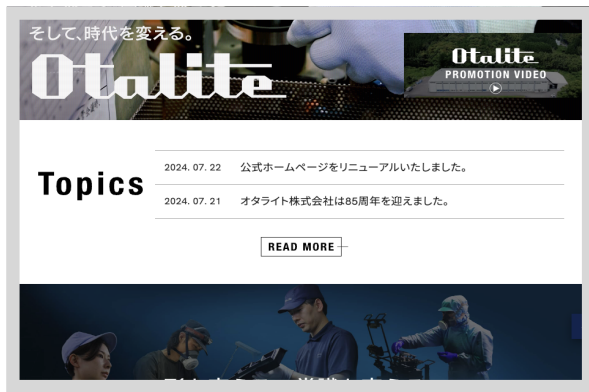 そして、時代を変える。
Otalite
Otalite
PROMOTION VIDEO
Topics
2024. 07. 22 公式ホームページをリニューアルいたしました。
2024. 07. 21 オタライト株式会社は85周年を迎えました。
READ MORE